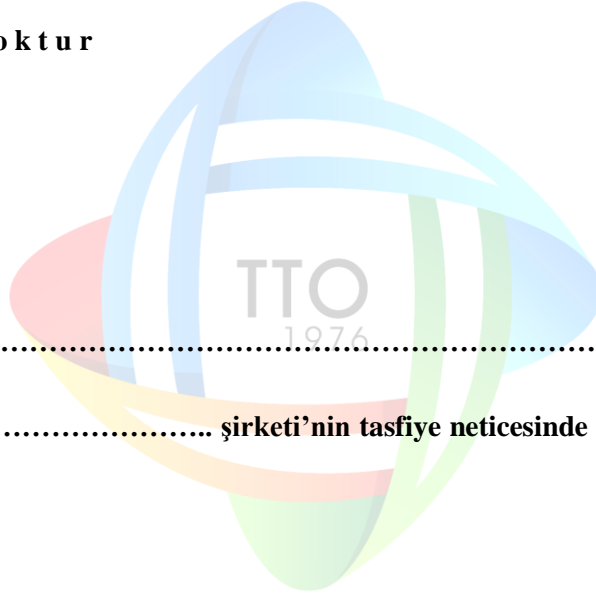 o k t u r
TTO
1976
……………………………………………………………
………………….. şirketi’nin tasfiye neticesinde